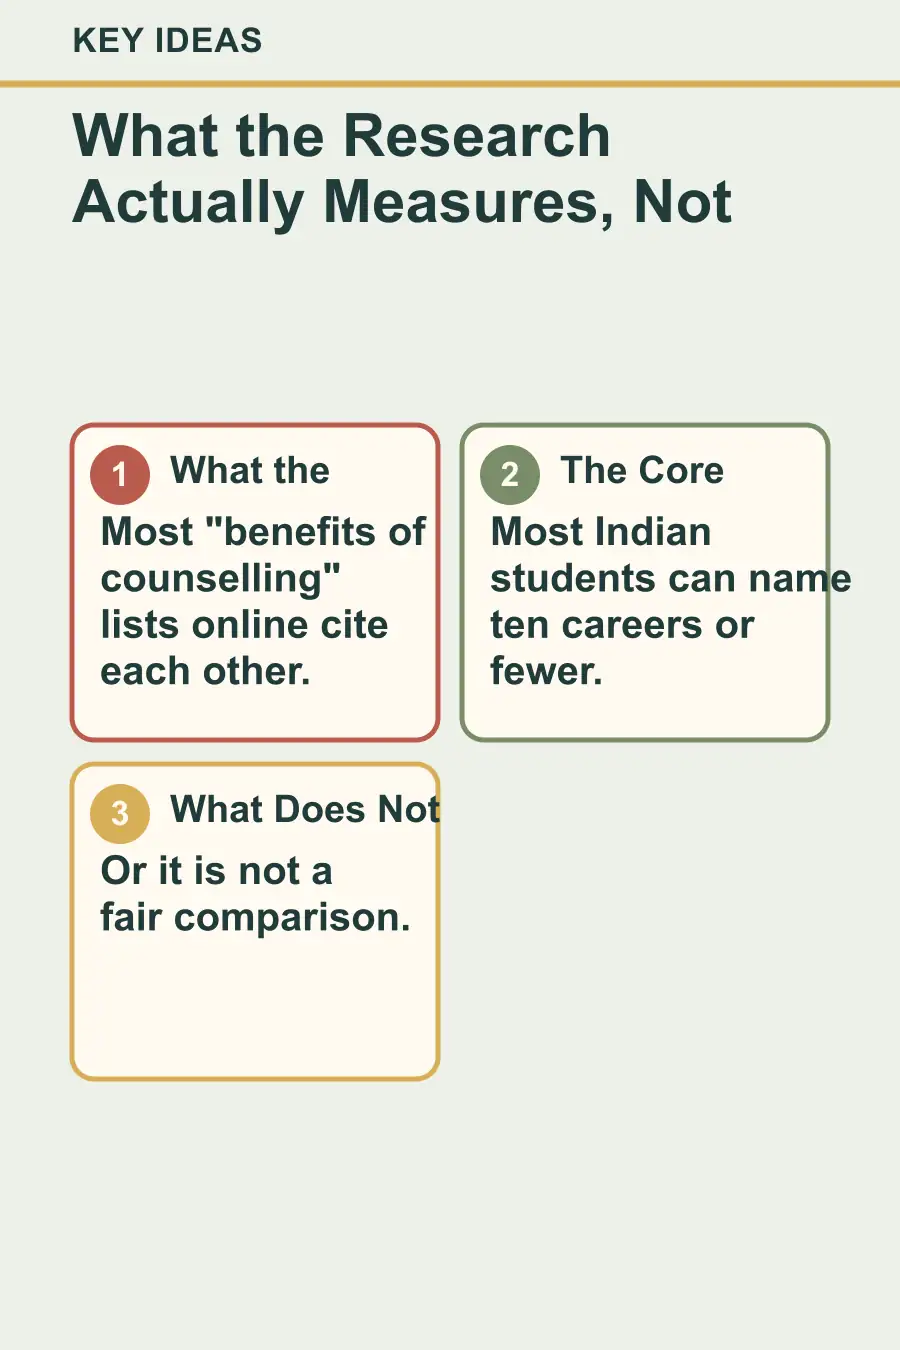 KEY IDEAS
What the Research
Actually Measures, Not
1 What the
Most "benefits of
counselling"
lists online cite
each other.
2 The Core
Most Indian
students can name
ten careers or
fewer.
3 What Does Not
Or it is not a
fair comparison.